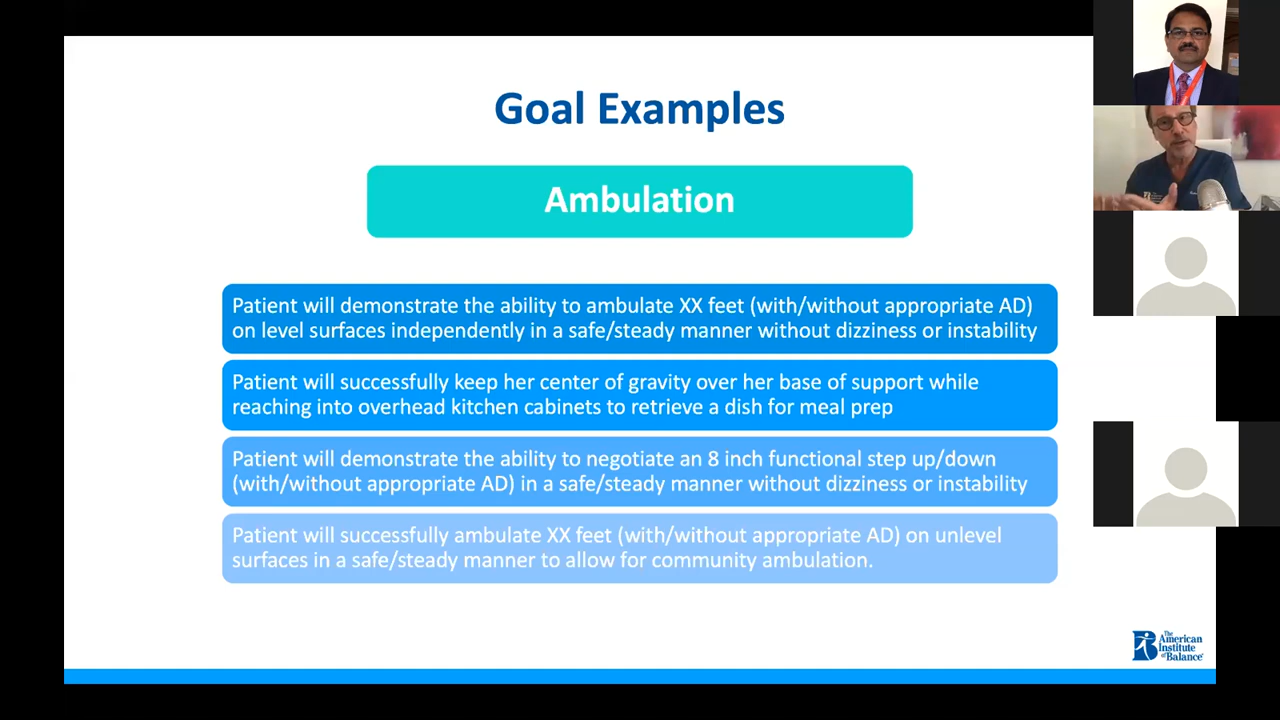 Goal Examples
Ambulation
Patient will demonstrate the ability to ambulate XX feet (with/without appropriate AD)
on level surfaces independently in a safe/steady manner without dizziness or instability
Patient will successfully keep her center of gravity over her base of support while
reaching into overhead kitchen cabinets to retrieve a dish for meal prep
Patient will demonstrate the ability to negotiate an 8 inch functional step up/down
(with/without appropriate AD) in a safe/steady manner without dizziness or instability
Patient will successfully ambulate XX feet (with/without appropriate AD) on unlevel
surfaces in a safe/steady manner to allow for community ambulation.
The
American
Institute
of Balance